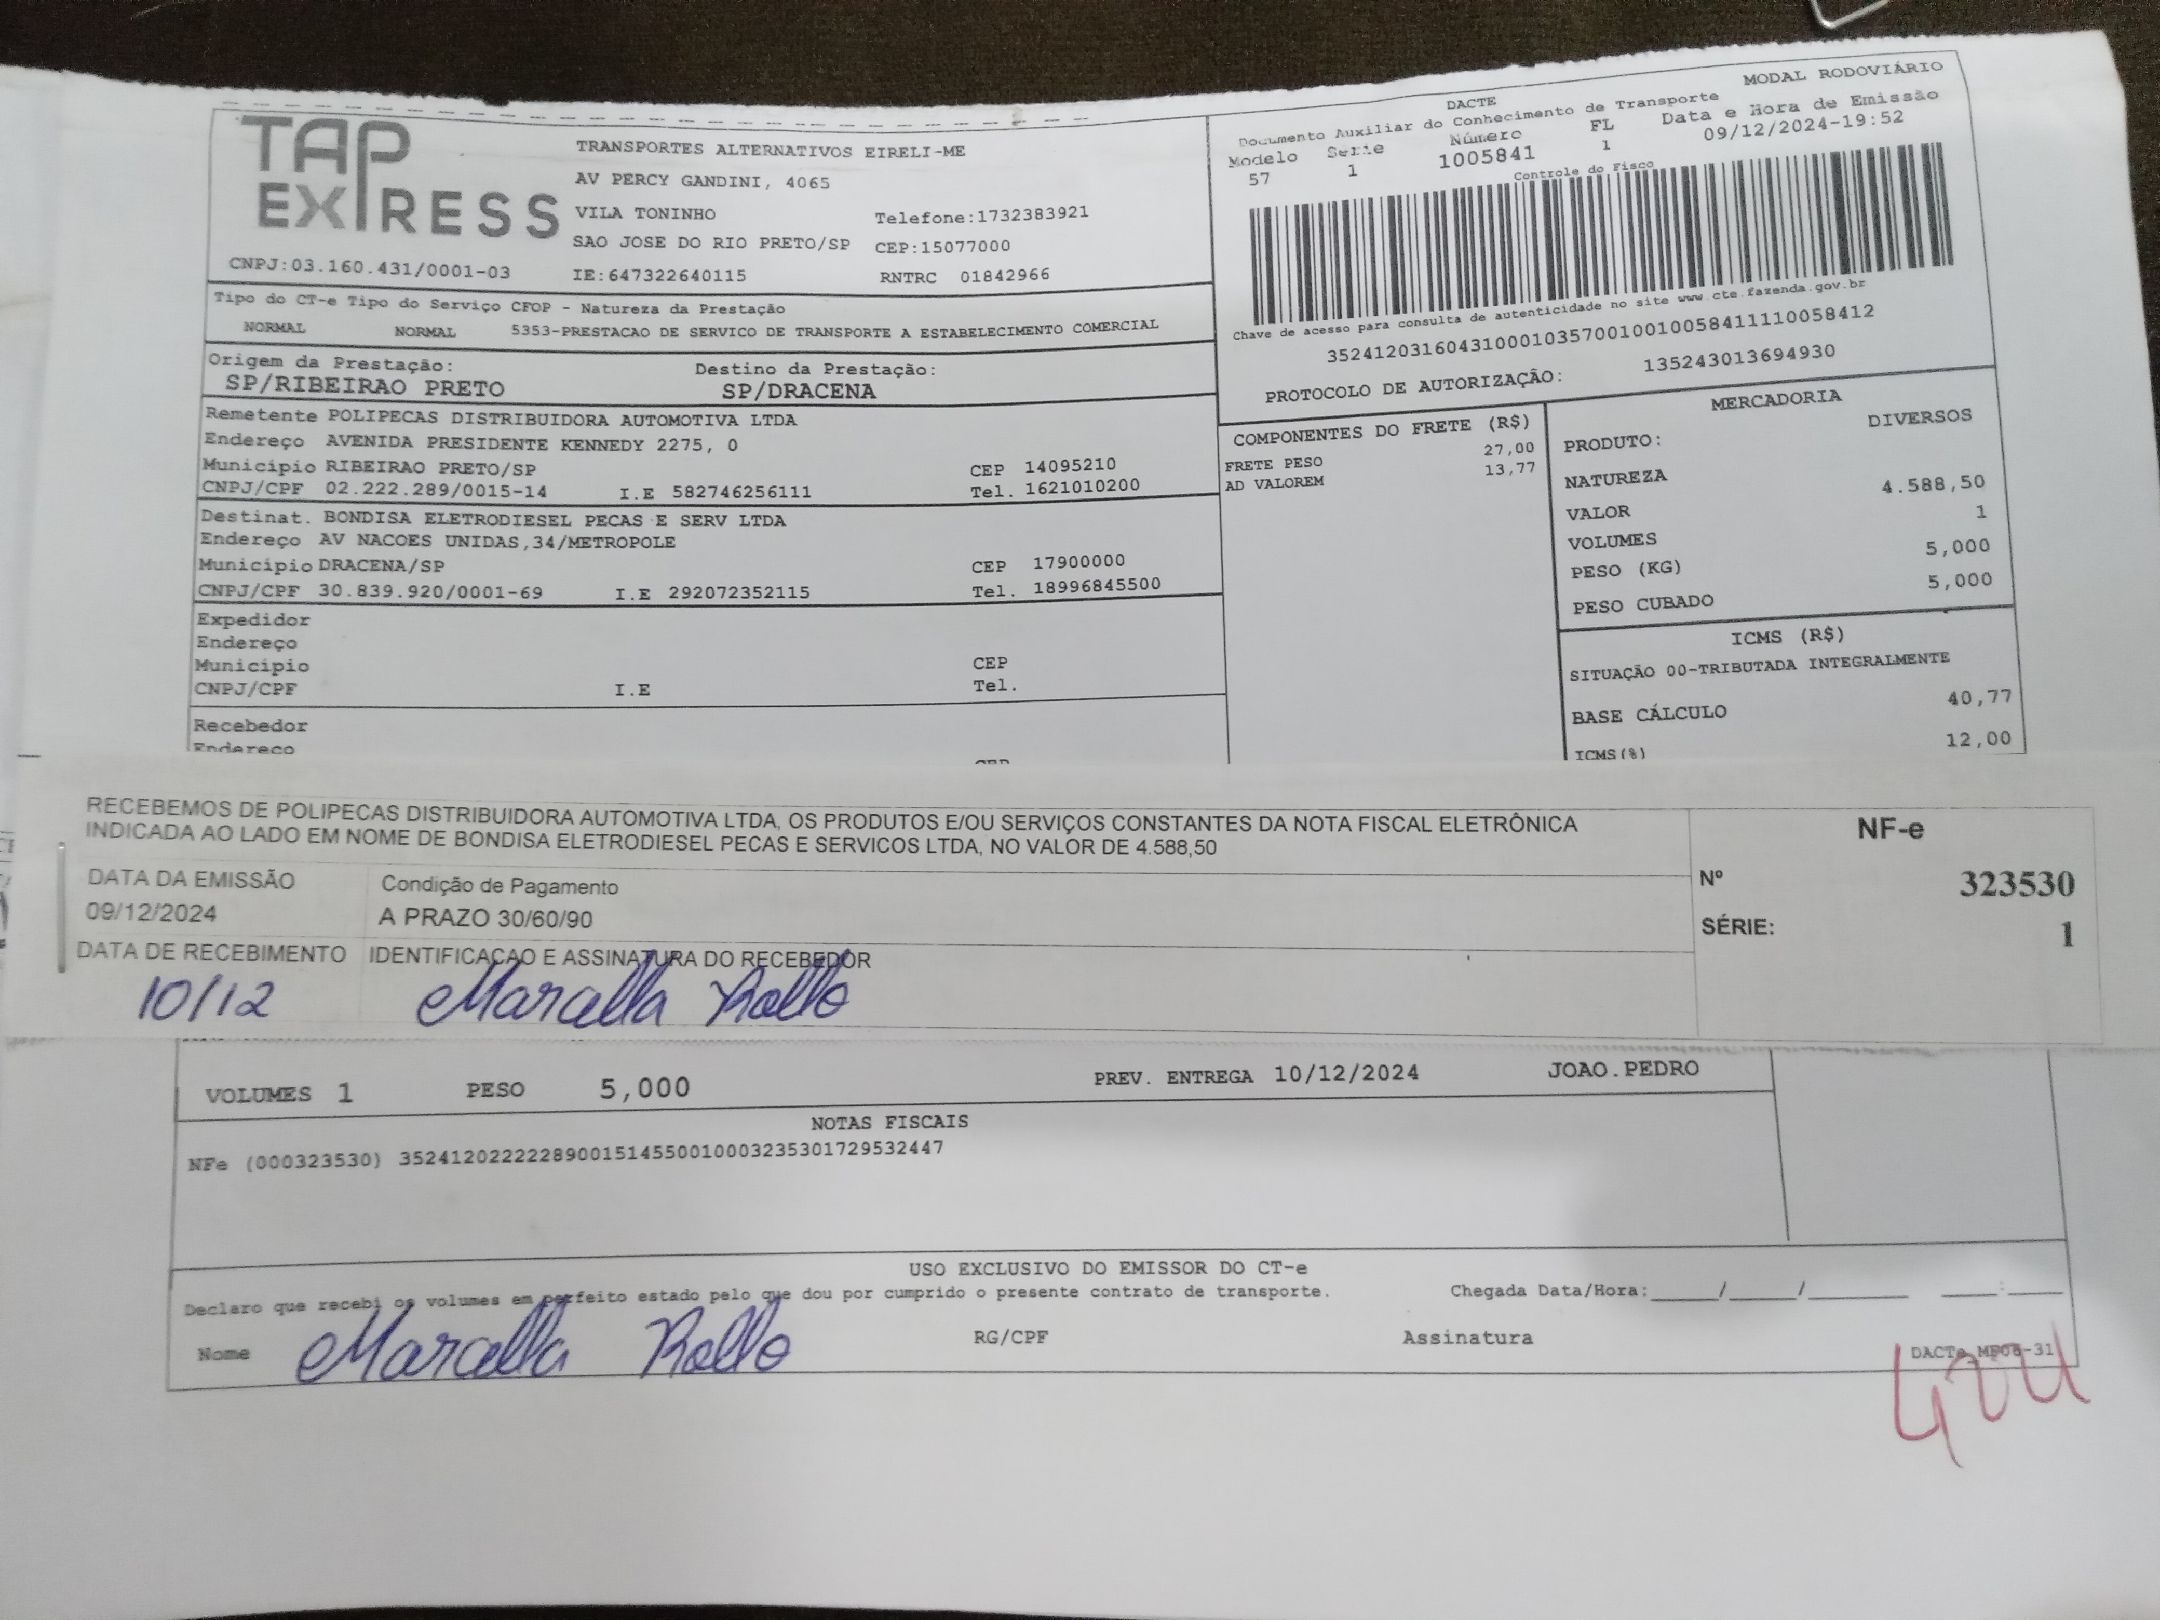 TAP EXPRESS
TRANSPORTES ALTERNATIVOS EIRELI-ME
AV PERCY GANDINI, 4065
VILA TONINHO Telefone:1732383921
SAO JOSE DO RIO PRETO/SP CEP:15077000
CNPJ:03.160.431/0001-03 IE:647322640115 RNTRC 01842966
MODAL RODOVIÁRIO
DACTE
Documento Auxiliar do Conhecimento de Transporte
Modelo Serie Número FL Data e Hora de Emissão
57 1 1005841 1 09/12/2024-19:52
Controle do Fisco
Chave de acesso para consulta de autenticidade no site www.cte.fazenda.gov.br
35241203160431000103570010010058411110058412
PROTOCOLO DE AUTORIZAÇÃO: 135243013694930
Tipo do CT-e Tipo do Serviço CFOP - Natureza da Prestação
NORMAL NORMAL 5353-PRESTACAO DE SERVICO DE TRANSPORTE A ESTABELECIMENTO COMERCIAL
Origem da Prestação: Destino da Prestação:
SP/RIBEIRAO PRETO SP/DRACENA
Remetente POLIPECAS DISTRIBUIDORA AUTOMOTIVA LTDA
Endereço AVENIDA PRESIDENTE KENNEDY 2275, 0
Município RIBEIRAO PRETO/SP CEP 14095210
CNPJ/CPF 02.222.289/0015-14 I.E 582746256111 Tel. 1621010200
Destinat. BONDISA ELETRODIESEL PECAS E SERV LTDA
Endereço AV NACOES UNIDAS,34/METROPOLE
Município DRACENA/SP CEP 17900000
CNPJ/CPF 30.839.920/0001-69 I.E 292072352115 Tel. 18996845500
Expedidor
Endereço
Município CEP
CNPJ/CPF I.E Tel.
Recebedor
Endereço
CEP
COMPONENTES DO FRETE (R$)
FRETE PESO 27,00
AD VALOREM 13,77
MERCADORIA
PRODUTO: DIVERSOS
NATUREZA
VALOR 4.588,50
VOLUMES 1
PESO (KG) 5,000
PESO CUBADO 5,000
ICMS (R$)
SITUAÇÃO 00-TRIBUTADA INTEGRALMENTE
BASE CÁLCULO 40,77
ICMS(%) 12,00
RECEBEMOS DE POLIPECAS DISTRIBUIDORA AUTOMOTIVA LTDA, OS PRODUTOS E/OU SERVIÇOS CONSTANTES DA NOTA FISCAL ELETRÔNICA
INDICADA AO LADO EM NOME DE BONDISA ELETRODIESEL PECAS E SERVICOS LTDA, NO VALOR DE 4.588,50
DATA DA EMISSÃO Condição de Pagamento
09/12/2024 A PRAZO 30/60/90
DATA DE RECEBIMENTO IDENTIFICAÇAO E ASSINATURA DO RECEBEDOR
10/12 Maralla Rollo
NF-e
Nº 323530
SÉRIE: 1
VOLUMES 1 PESO 5,000 PREV. ENTREGA 10/12/2024 JOAO.PEDRO
NOTAS FISCAIS
NFe (000323530) 35241202222289001514550010003235301729532447
USO EXCLUSIVO DO EMISSOR DO CT-e
Declaro que recebi os volumes em perfeito estado pelo que dou por cumprido o presente contrato de transporte. Chegada Data/Hora:_____/_____/________ ____:____
Nome Maralla Rollo RG/CPF Assinatura